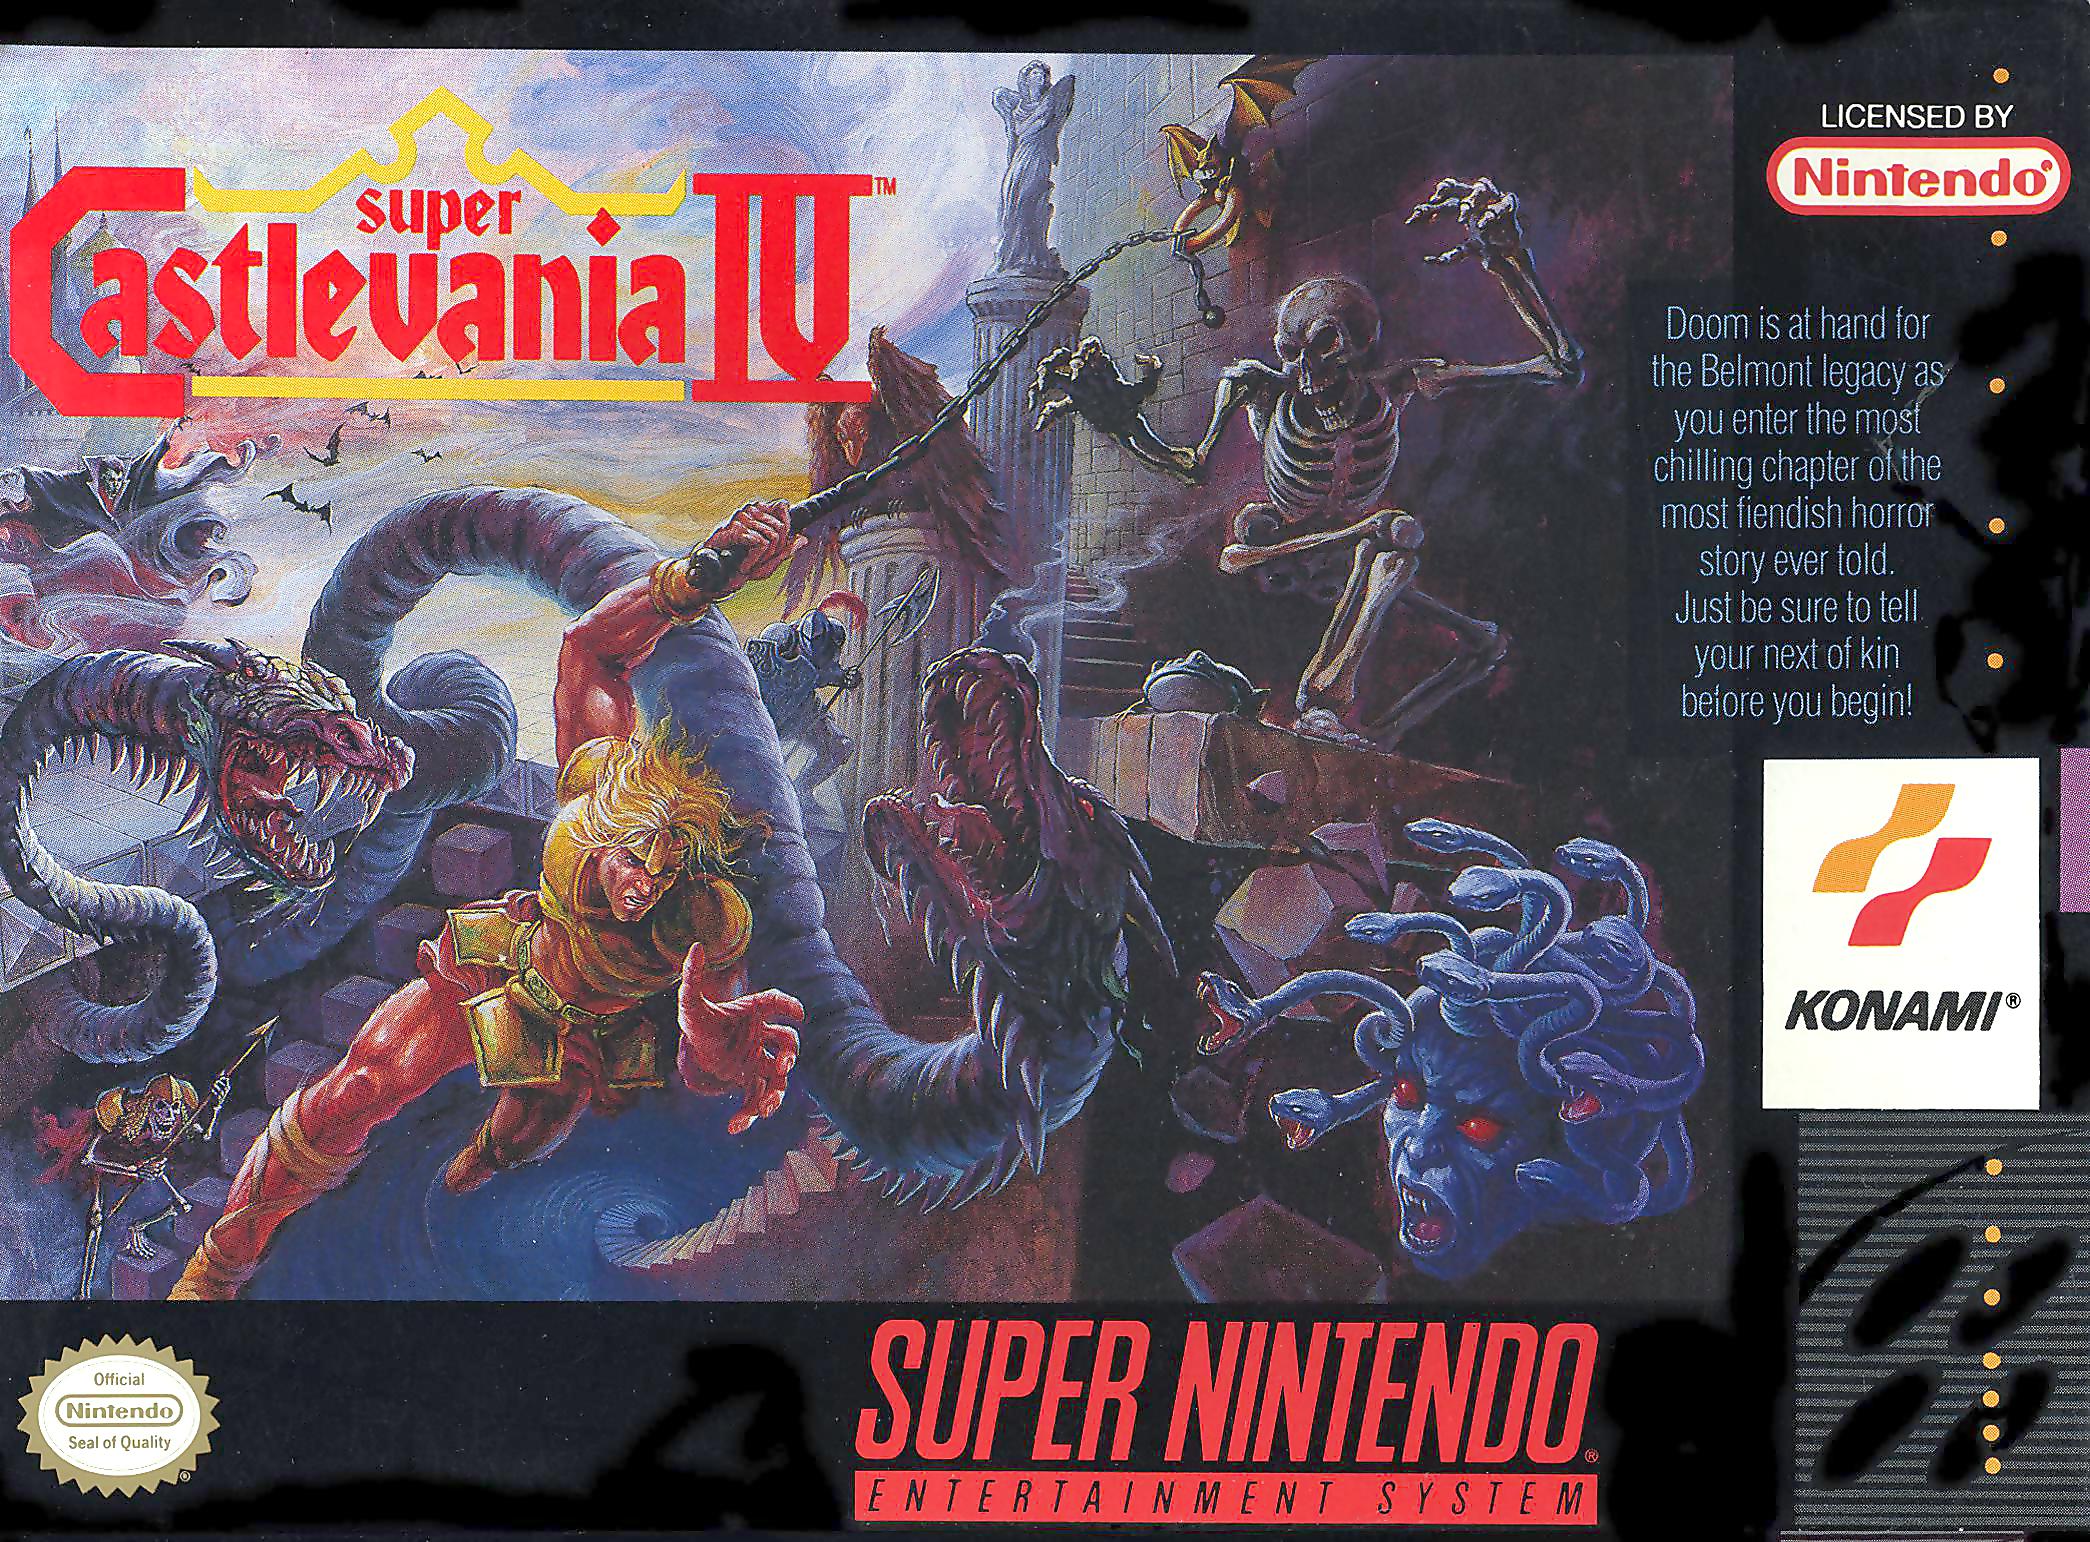 super
Castlevania IV™
LICENSED BY
Nintendo®
Doom is at hand for
the Belmont legacy as
you enter the most
chilling chapter of the
most fiendish horror
story ever told.
Just be sure to tell
your next of kin
before you begin!
KONAMI®
Official
Nintendo
Seal of Quality
®
SUPER NINTENDO®
ENTERTAINMENT SYSTEM